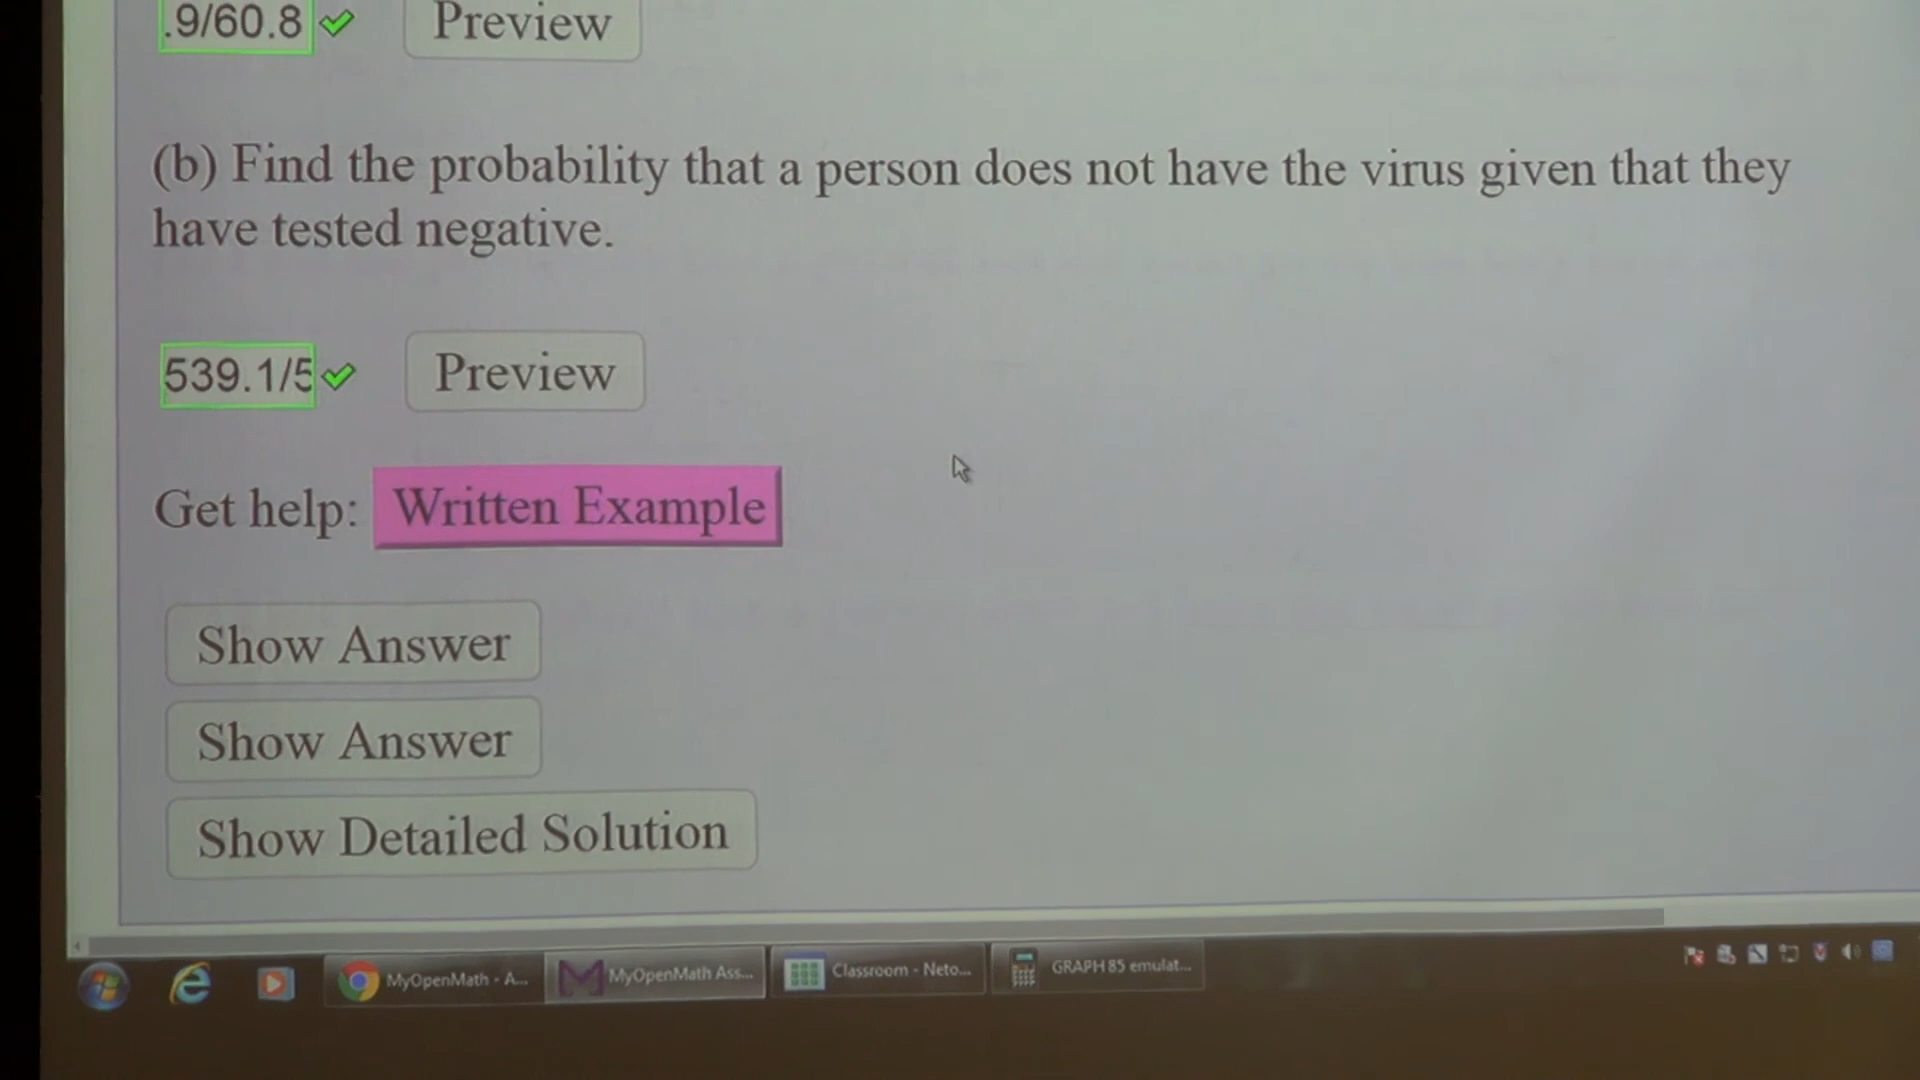 .9/60.8 Preview
(b) Find the probability that a person does not have the virus given that they
have tested negative.
539.1/5 Preview
Get help: Written Example
Show Answer
Show Answer
Show Detailed Solution
MyOpenMath - A... MyOpenMath Ass... Classroom - Neto... GRAPH 85 emulat...